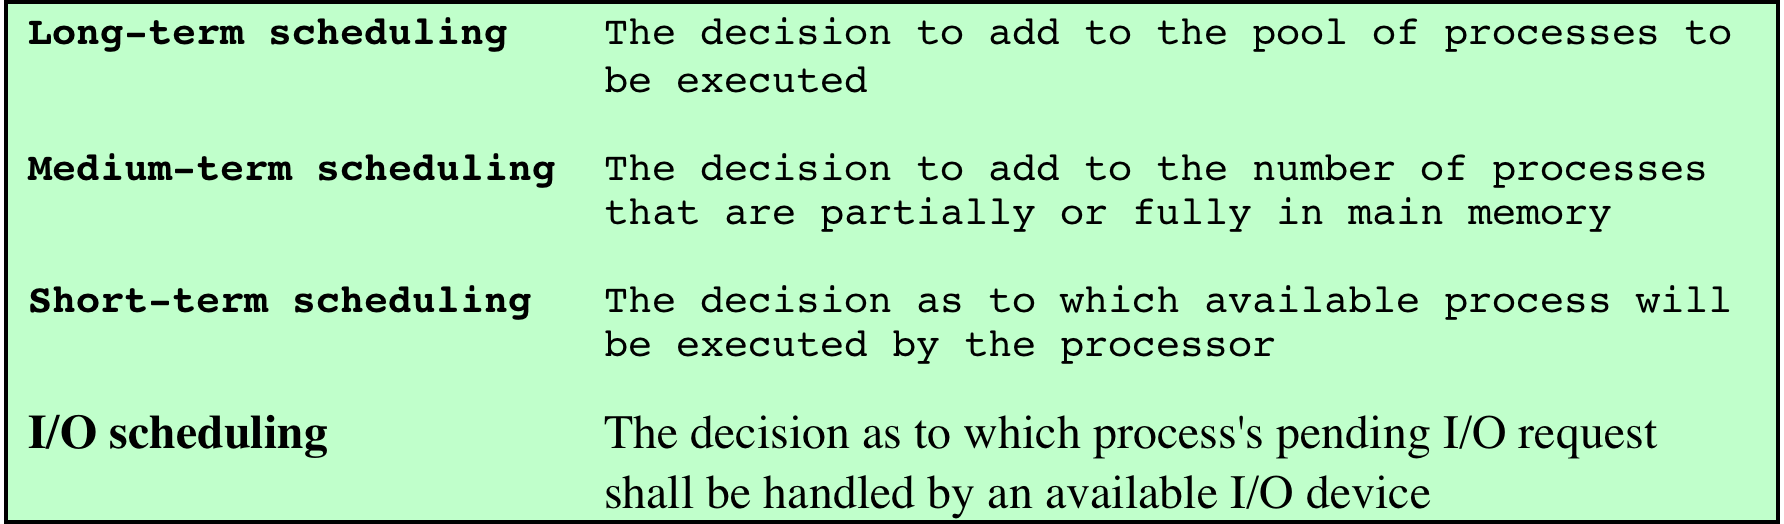 Long-term scheduling The decision to add to the pool of processes to
be executed
Medium-term scheduling The decision to add to the number of processes
that are partially or fully in main memory
Short-term scheduling The decision as to which available process will
be executed by the processor
I/O scheduling The decision as to which process's pending I/O request
shall be handled by an available I/O device